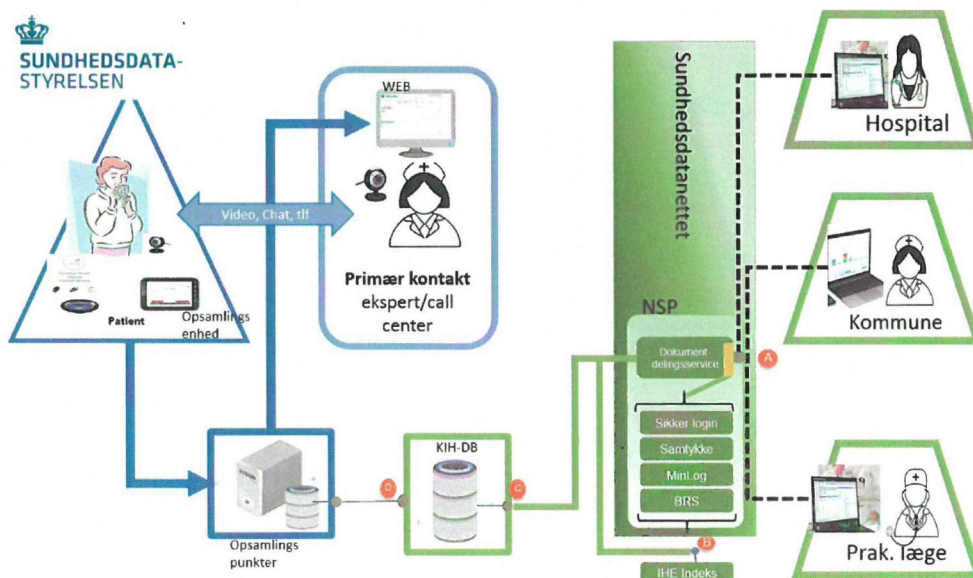 SUNDHEDSDATA-
STYRELSEN
WEB
Video, Chat, tlf
Primær kontakt
ekspert/call
center
Patient
Opsamlings
enhed
Opsamlings
punkter
KIH-DB
D
C
Sundhedsdatanettet
NSP
Dokument
delingsservice
A
Sikker login
Samtykke
MinLog
BRS
B
IHE Indeks
Hospital
Kommune
Prak. læge